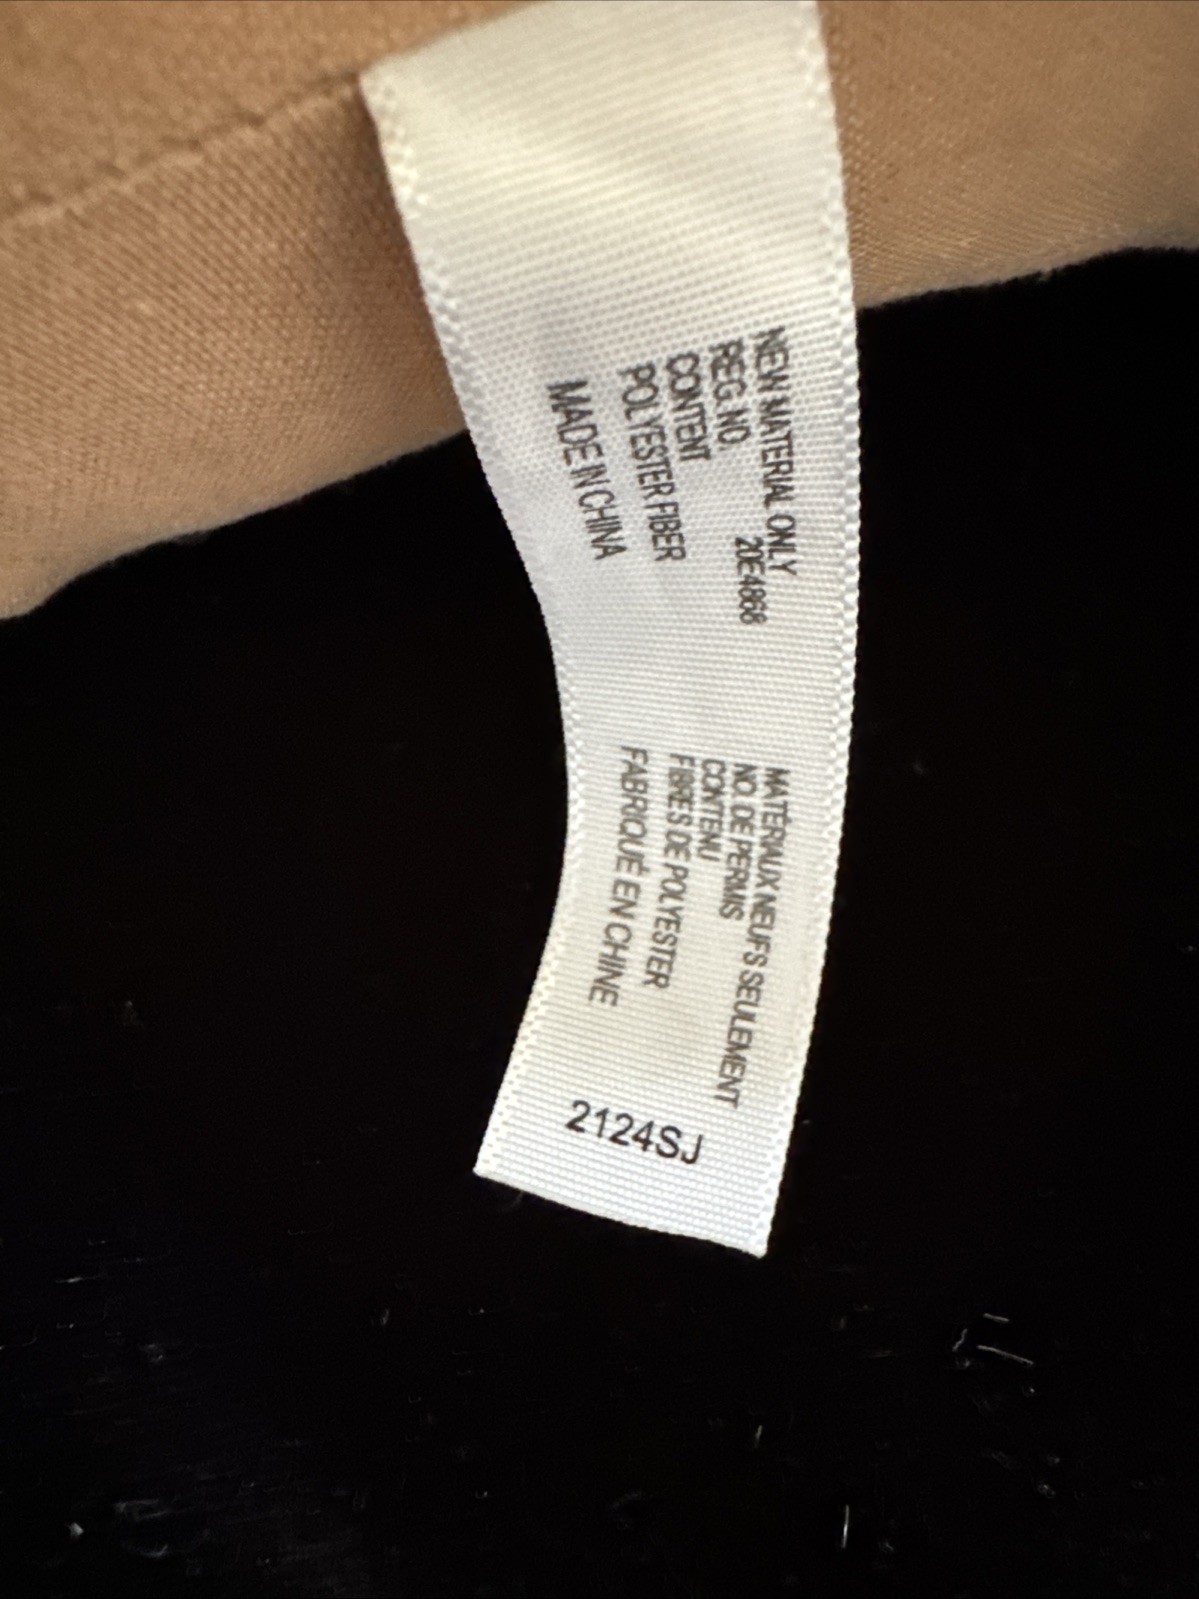 NEW MATERIAL ONLY
REG. NO. 20E4868
CONTENT
POLYESTER FIBER
MADE IN CHINA
MATÉRIAUX NEUFS SEULEMENT
NO. DE PERMIS
CONTENU
FIBRES DE POLYESTER
FABRIQUÉ EN CHINE
2124SJ